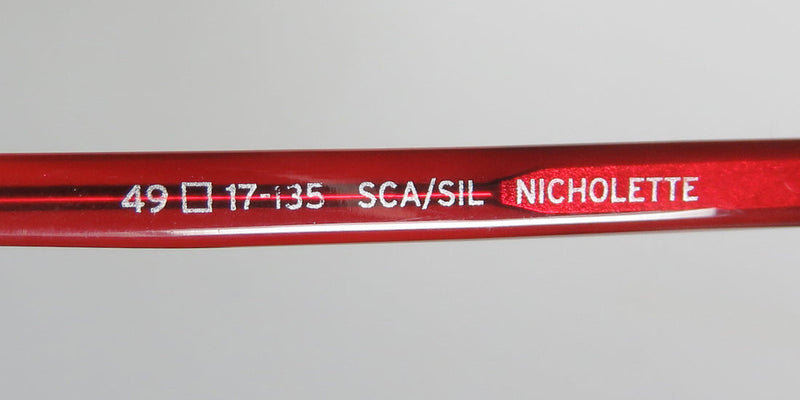 49 □ 17-135 SCA/SIL NICHOLETTE